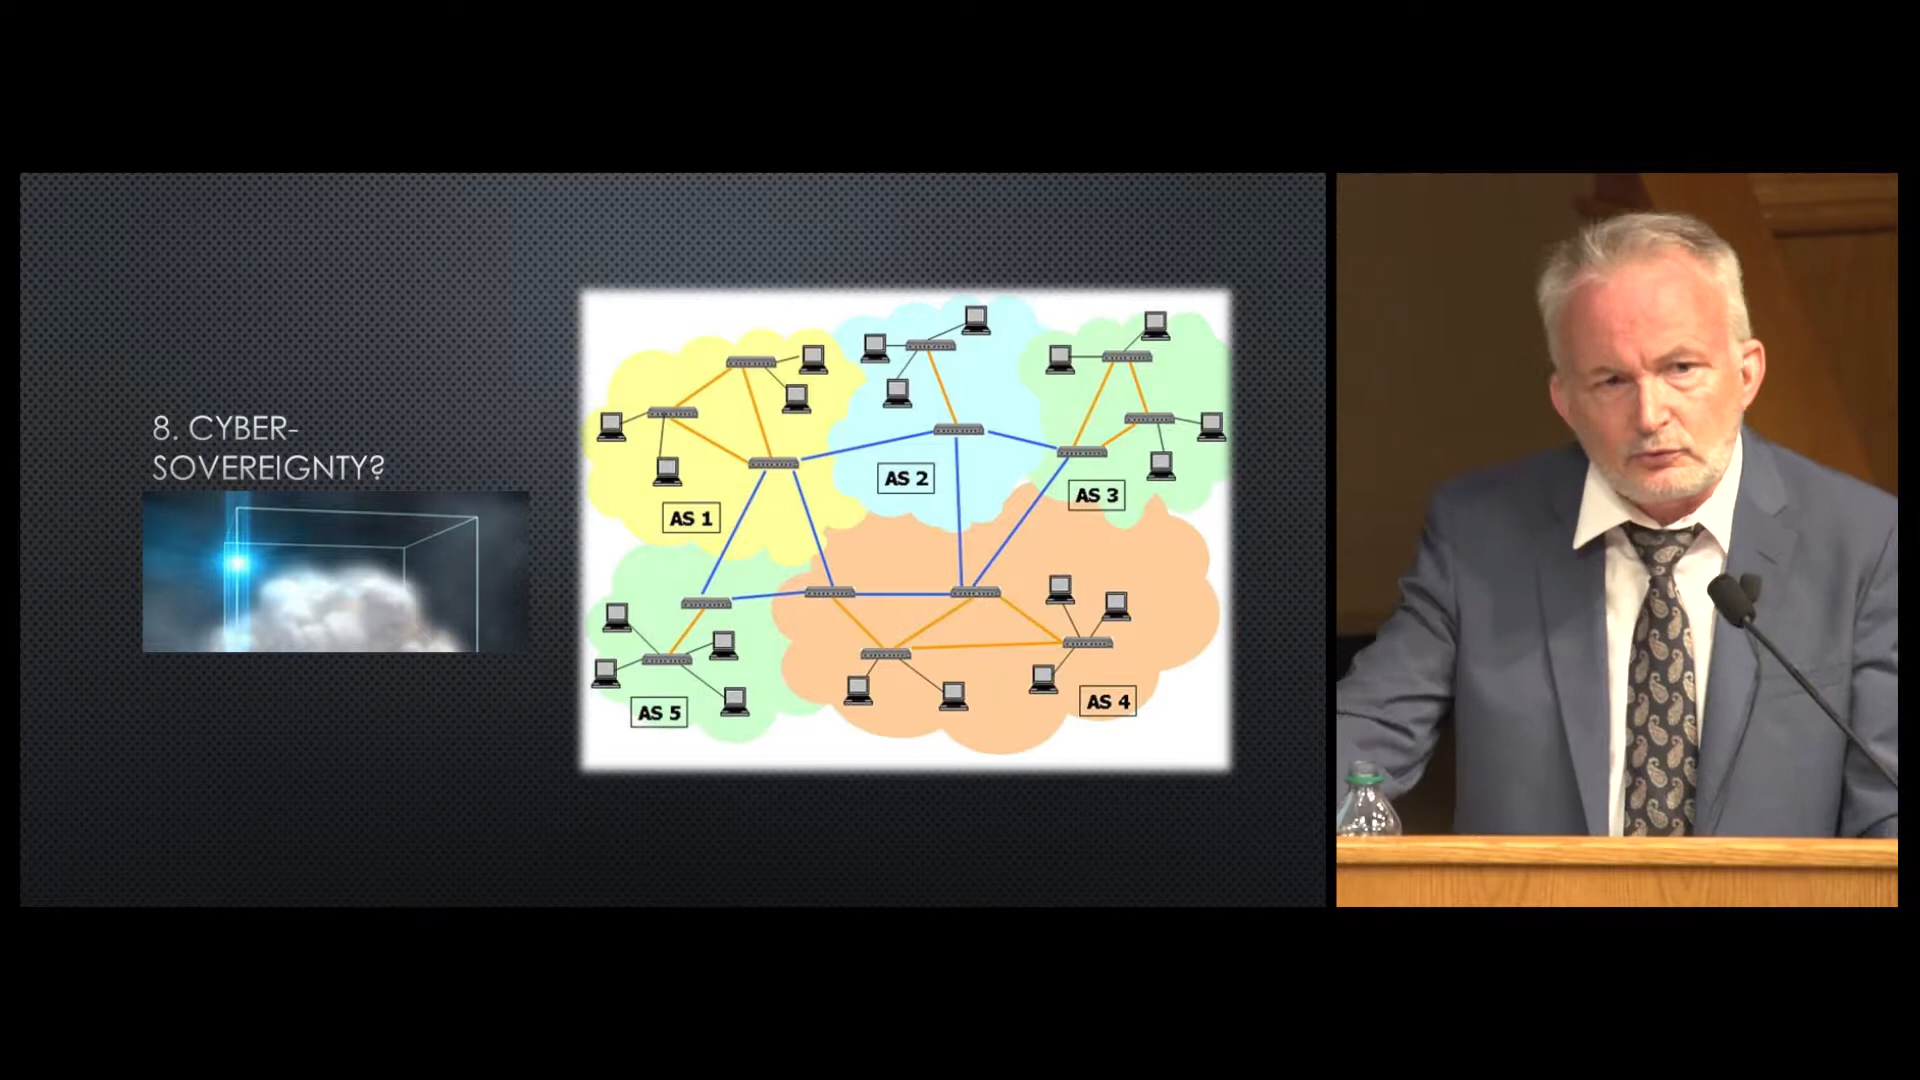 8. CYBER-
SOVEREIGNTY?
AS 1
AS 2
AS 3
AS 4
AS 5